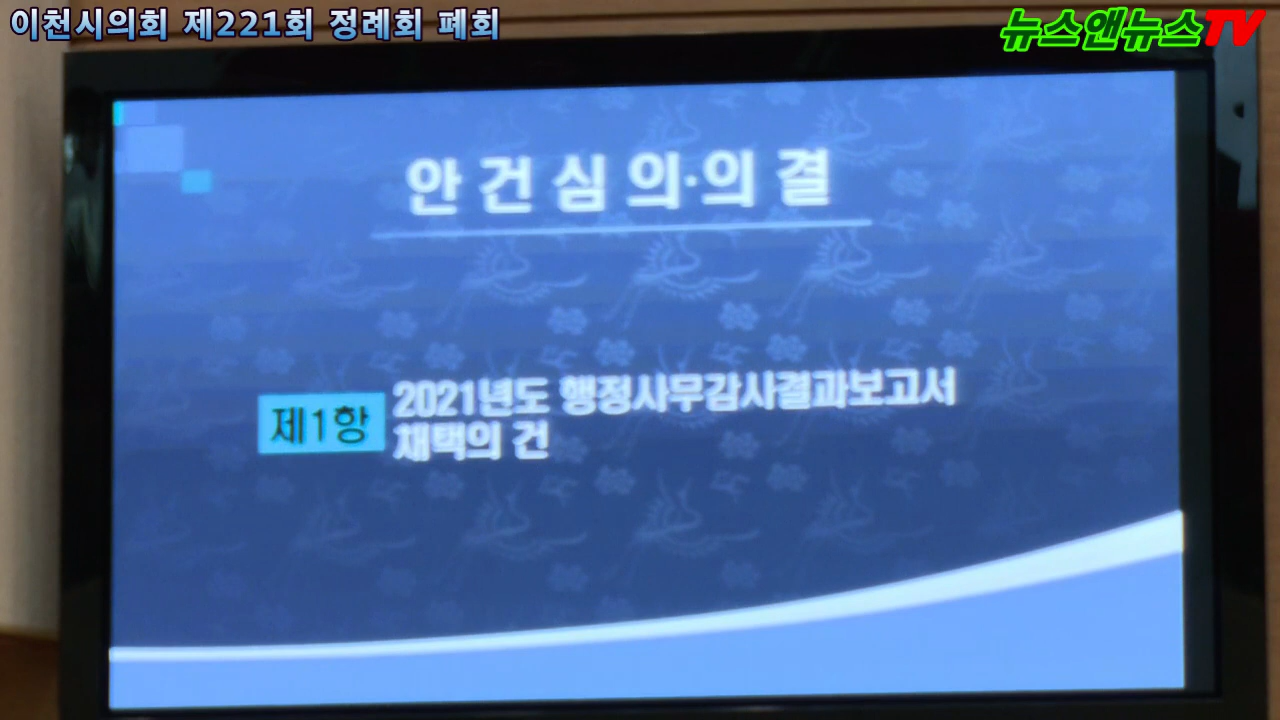 이천시의회 제221회 정례회 폐회
뉴스앤뉴스TV
안건심의·의결
제1항
2021년도 행정사무감사결과보고서
채택의 건